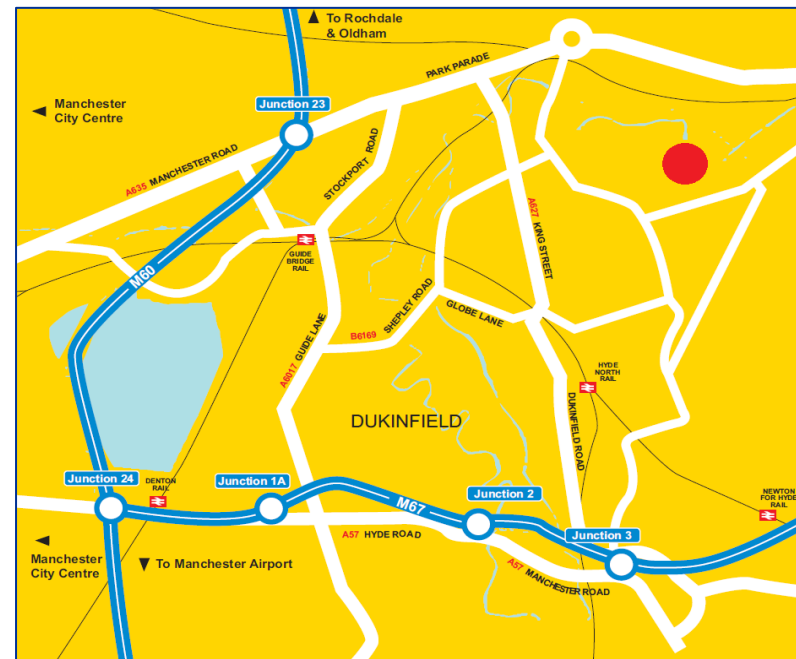 To Rochdale
& Oldham
PARK PARADE
Manchester
City Centre
Junction 23
STOCKPORT ROAD
A635 MANCHESTER ROAD
A627 KING STREET
GUIDE
BRIDGE
RAIL
M60
SHEPLEY ROAD
GLOBE LANE
B6169
A6017 GUIDE LANE
HYDE
NORTH
RAIL
DUKINFIELD
DUKINFIELD ROAD
Junction 24
DENTON
RAIL
Junction 1A
M67
Junction 2
NEWTON
FOR HYDE
RAIL
A57 HYDE ROAD
Junction 3
Manchester
City Centre
To Manchester Airport
A57 MANCHESTER ROAD